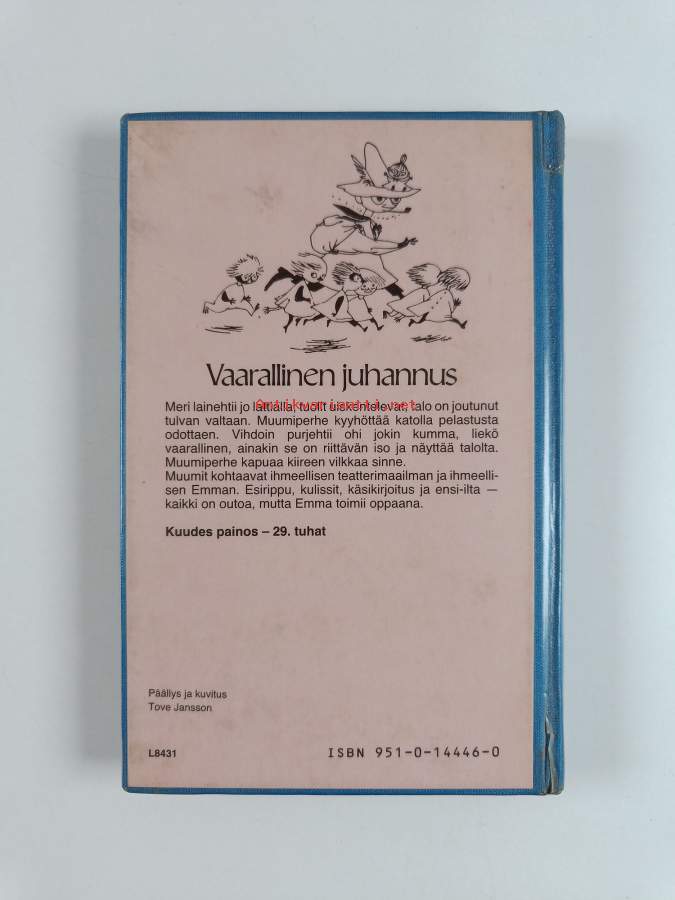 Vaarallinen juhannus
Meri lainehtii jo lattialla, tuolit uiskentelevat, talo on joutunut
Antikvariaatti.net
tulvan valtaan. Muumiperhe kyyhöttää katolla pelastusta
odottaen. Vihdoin purjehtii ohi jokin kumma, liekö
vaarallinen, ainakin se on riittävän iso ja näyttää talolta.
Muumiperhe kapuaa kiireen vilkkaa sinne.
Muumit kohtaavat ihmeellisen teatterimaailman ja ihmeelli-
sen Emman. Esirippu, kulissit, käsikirjoitus ja ensi-ilta —
kaikki on outoa, mutta Emma toimii oppaana.
Kuudes painos – 29. tuhat
Päällys ja kuvitus
Tove Jansson
L8431
ISBN 951-0-14446-0